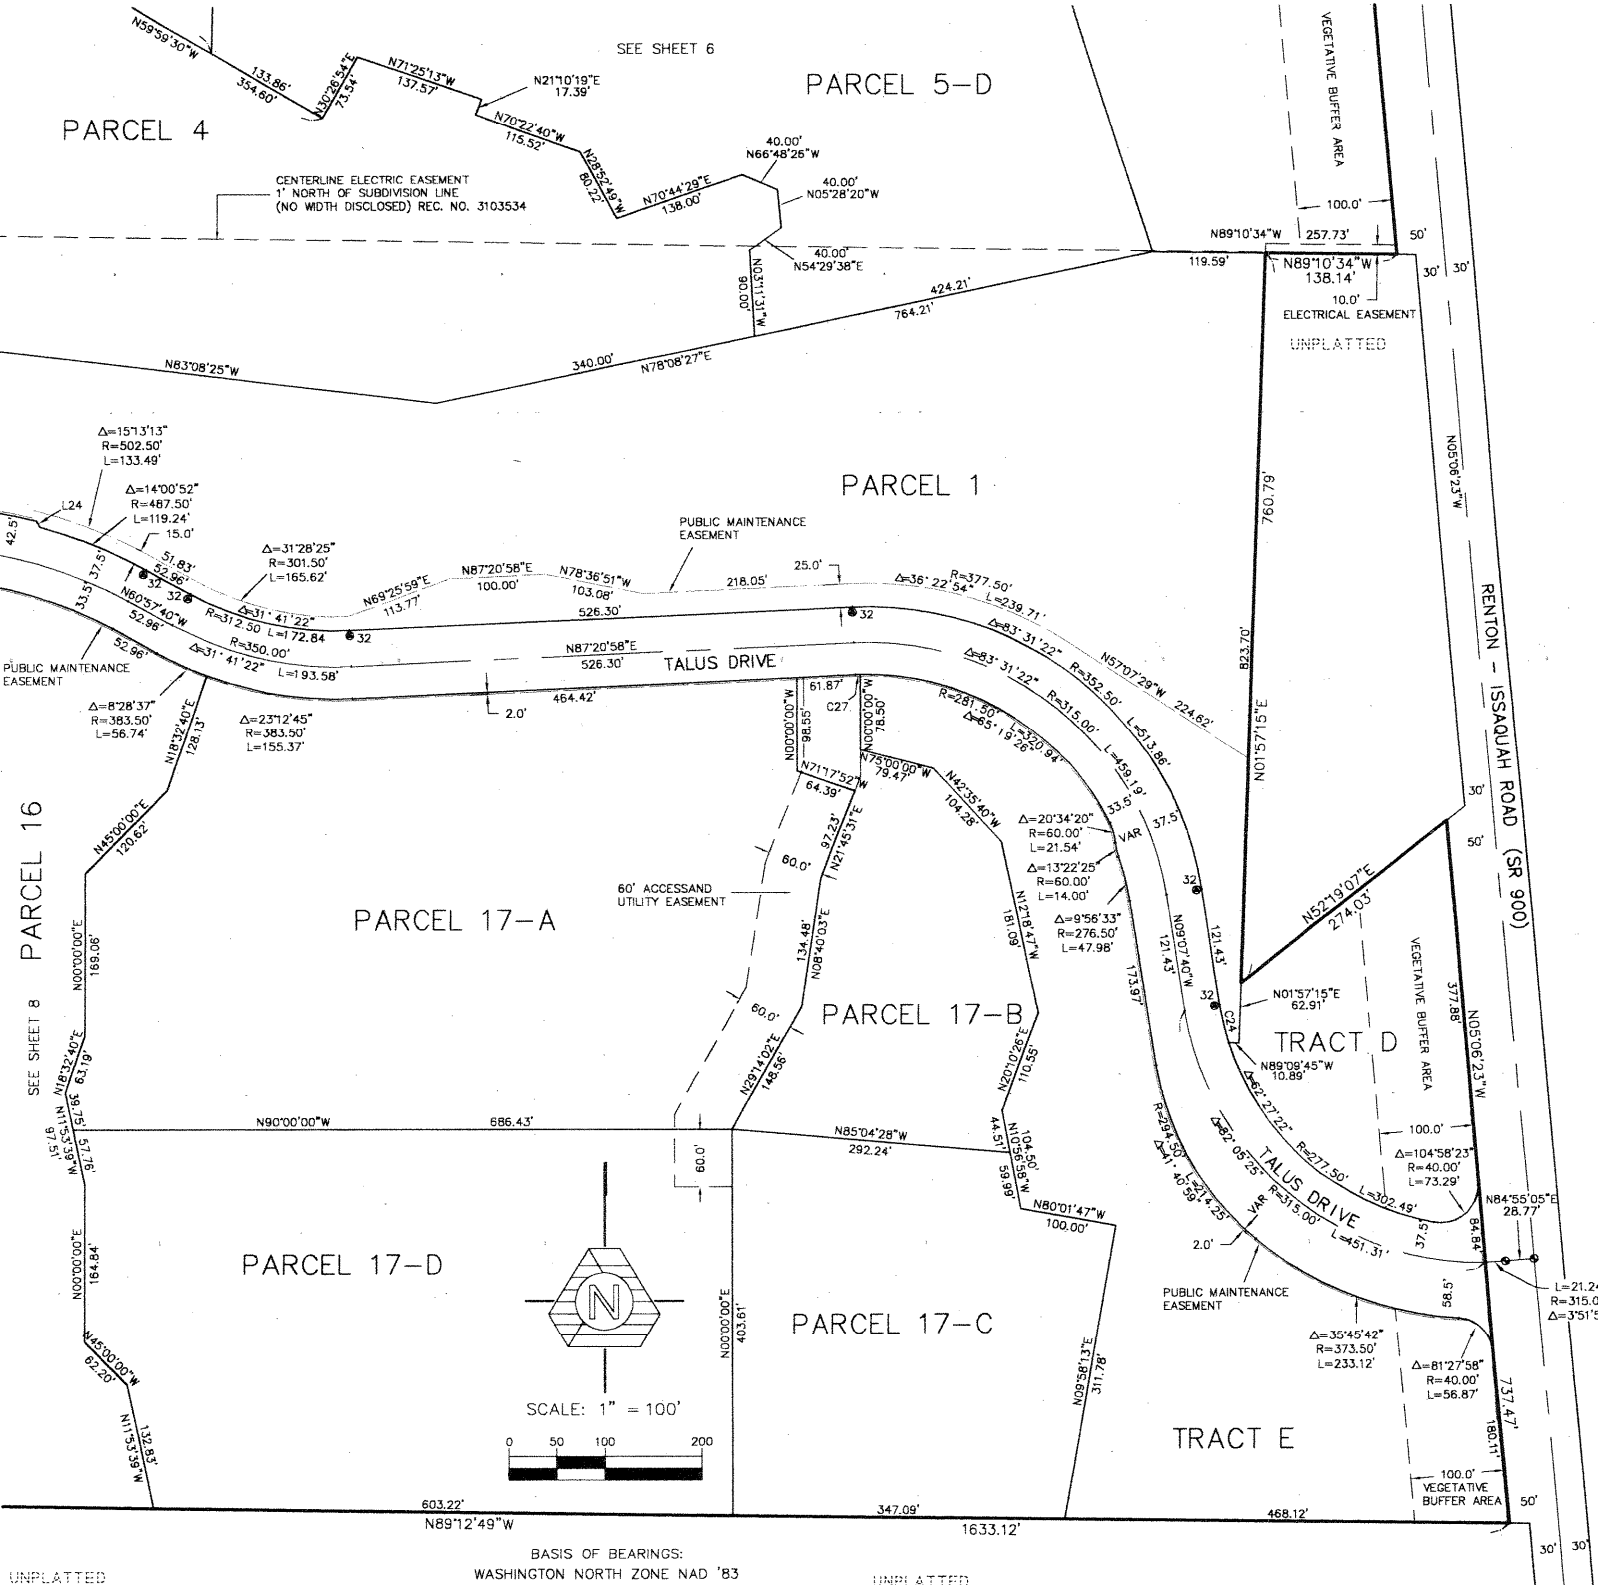 N59°59'30"W
133.86'
354.60'
N30°26'54"E
73.54'
N71°25'13"W
137.57'
N21°10'19"E
17.39'
SEE SHEET 6
PARCEL 5-D
PARCEL 4
N70°22'40"W
115.52'
N28°52'49"W
80.22'
N70°44'29"E
138.00'
40.00'
N66°48'26"W
40.00'
N05°28'20"W
40.00'
N54°29'38"E
N03°11'31"W
90.00'
CENTERLINE ELECTRIC EASEMENT
1' NORTH OF SUBDIVISION LINE
(NO WIDTH DISCLOSED) REC. NO. 3103534
VEGETATIVE BUFFER AREA
100.0'
N89°10'34"W 257.73'
50'
119.59'
N89°10'34"W
138.14'
30' 30'
10.0'
ELECTRICAL EASEMENT
UNPLATTED
424.21'
764.21'
340.00'
N78°08'27"E
N83°08'25"W
Δ=15°13'13"
R=502.50'
L=133.49'
Δ=14°00'52"
R=487.50'
L=119.24'
15.0'
L24
42.5'
51.83'
52.96'
32
32
37.5'
33.5'
N60°57'40"W
52.96'
52.96'
Δ=31°28'25"
R=301.50'
L=165.62'
Δ=31°41'22"
R=312.50 L=172.84
32
R=350.00'
Δ=31°41'22" L=193.58'
N69°25'59"E
113.77'
N87°20'58"E
100.00'
N78°36'51"W
103.08'
PUBLIC MAINTENANCE
EASEMENT
218.05'
25.0'
526.30'
32
PARCEL 1
Δ=36°22'54"
R=377.50'
L=239.71'
N57°07'29"W
224.62'
N87°20'58"E
526.30'
TALUS DRIVE
464.42'
2.0'
Δ=83°31'22" R=352.50' L=513.86'
Δ=83°31'22" R=315.00' L=459.19'
R=281.50' L=320.94'
Δ=65°19'26"
PUBLIC MAINTENANCE
EASEMENT
Δ=8°28'37"
R=383.50'
L=56.74'
N18°32'40"E
128.13'
Δ=23°12'45"
R=383.50'
L=155.37'
61.87'
C27
N00°00'00"W
98.55'
N00°00'00"W
78.50'
N71°17'52"W
64.39'
N75°00'00"W
79.47'
N42°35'40"W
104.28'
760.79'
823.70'
N01°57'15"E
N05°06'23"W
RENTON - ISSAQUAH ROAD (SR 900)
30'
50'
N52°19'07"E
274.03'
SEE SHEET 8 PARCEL 16
N45°00'00"E
120.62'
N00°00'00"E
169.06'
PARCEL 17-A
60.0'
97.23'
N21°45'31"E
60' ACCESSAND
UTILITY EASEMENT
134.48'
N08°40'03"E
60.0'
Δ=20°34'20"
R=60.00'
L=21.54'
33.5'
VAR
37.5'
Δ=13°22'25"
R=60.00'
L=14.00'
Δ=9°56'33"
R=276.50'
L=47.98'
N12°18'47"W
181.09'
173.97'
N09°07'40"W
121.43'
121.43'
32
32
C24
N01°57'15"E
62.91'
TRACT D
N89°09'45"W
10.89'
VEGETATIVE BUFFER AREA
377.88'
N05°06'23"W
PARCEL 17-B
N20°10'26"E
110.55'
N29°14'02"E
148.56'
N18°32'40"E
63.19'
39.75' 57.76'
N11°53'39"W
97.51'
N90°00'00"W 686.43'
60.0'
N85°04'28"W
292.24'
44.51' 59.99'
104.50'
N10°56'58"W
N80°01'47"W
100.00'
N00°00'00"E
164.84'
N45°00'00"W
62.20'
N11°53'39"W
132.83'
PARCEL 17-D
N
SCALE: 1" = 100'
0 50 100 200
N00°00'00"E
403.61'
PARCEL 17-C
N09°58'13"E
311.78'
R=294.50' L=214.25'
Δ=41°40'59"
Δ=62°27'22" R=277.50' L=302.49'
Δ=82°05'25" R=315.00' L=451.31'
TALUS DRIVE
VAR
2.0'
37.5'
58.5'
100.0'
Δ=104°58'23"
R=40.00'
L=73.29'
N84°55'05"E
28.77'
84.84'
PUBLIC MAINTENANCE
EASEMENT
Δ=35°45'42"
R=373.50'
L=233.12'
Δ=81°27'58"
R=40.00'
L=56.87'
L=21.24
R=315.0
Δ=3°51'5
737.47'
180.11'
TRACT E
100.0'
VEGETATIVE
BUFFER AREA
50'
30' 30'
603.22'
N89°12'49"W
347.09'
1633.12'
468.12'
BASIS OF BEARINGS:
WASHINGTON NORTH ZONE NAD '83
UNPLATTED
UNPLATTED